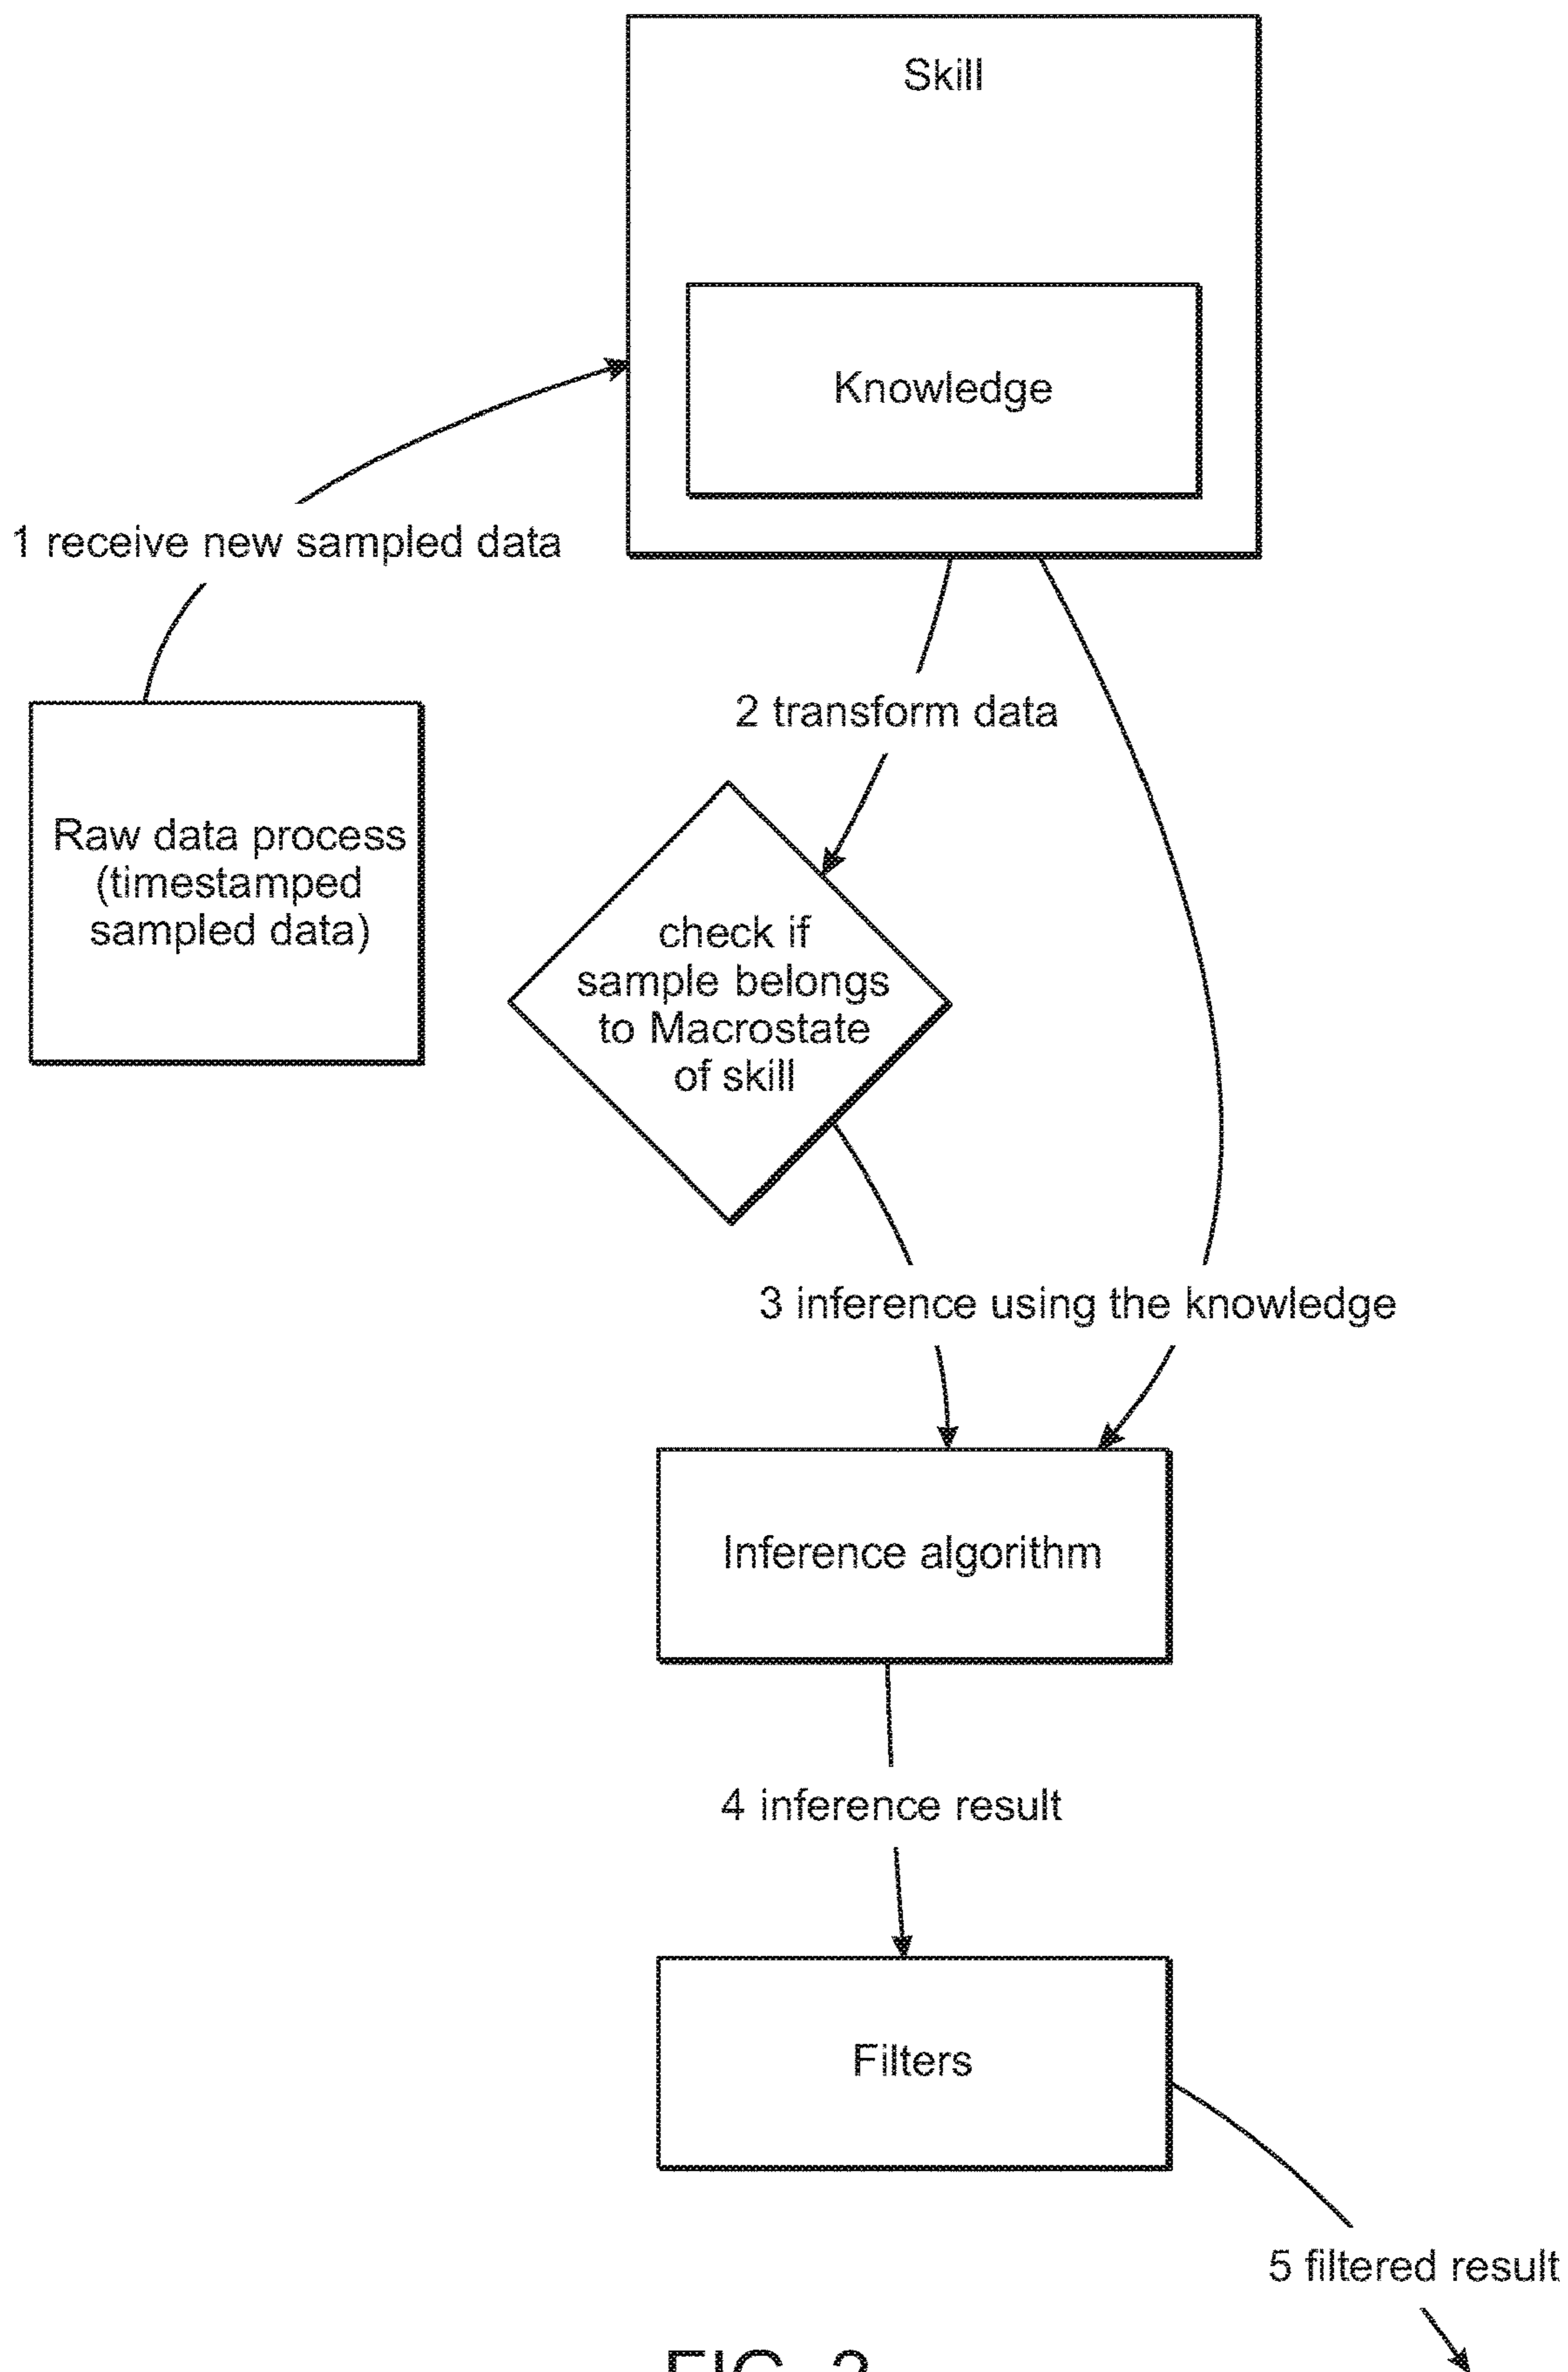 Skill
Knowledge
1 receive new sampled data
2 transform data
Raw data process
(timestamped
sampled data)
check if
sample belongs
to Macrostate
of skill
3 inference using the knowledge
Inference algorithm
4 inference result
Filters
5 filtered result